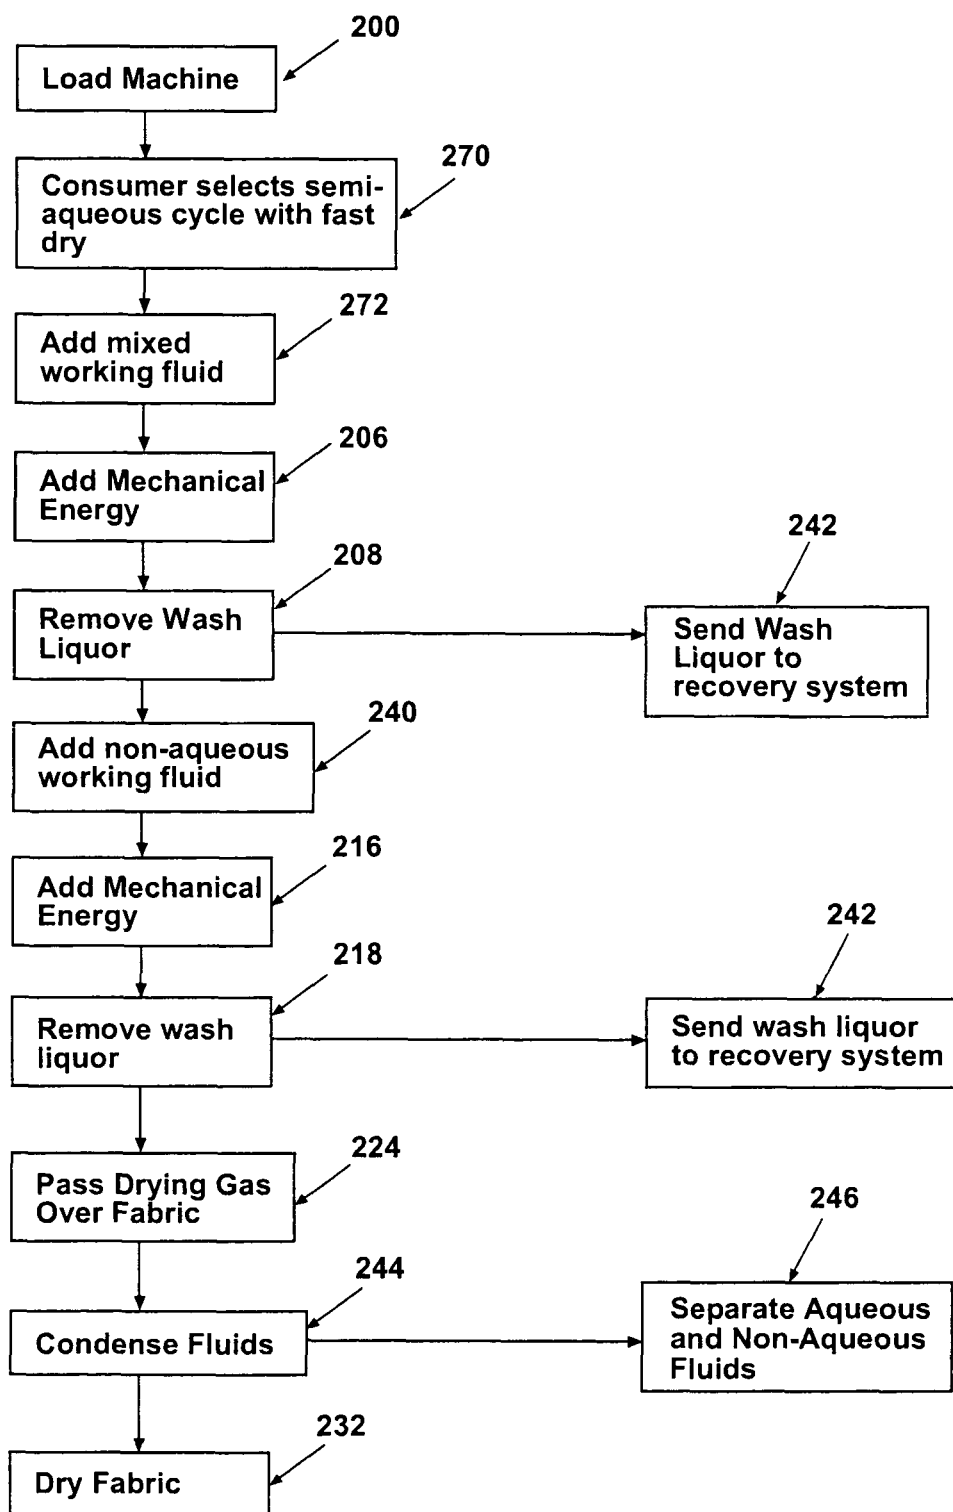 200
Load Machine
270
Consumer selects semi-
aqueous cycle with fast
dry
272
Add mixed
working fluid
206
Add Mechanical
Energy
208
Remove Wash
Liquor
242
Send Wash
Liquor to
recovery system
240
Add non-aqueous
working fluid
216
Add Mechanical
Energy
218
Remove wash
liquor
242
Send wash liquor
to recovery system
224
Pass Drying Gas
Over Fabric
244
Condense Fluids
246
Separate Aqueous
and Non-Aqueous
Fluids
232
Dry Fabric